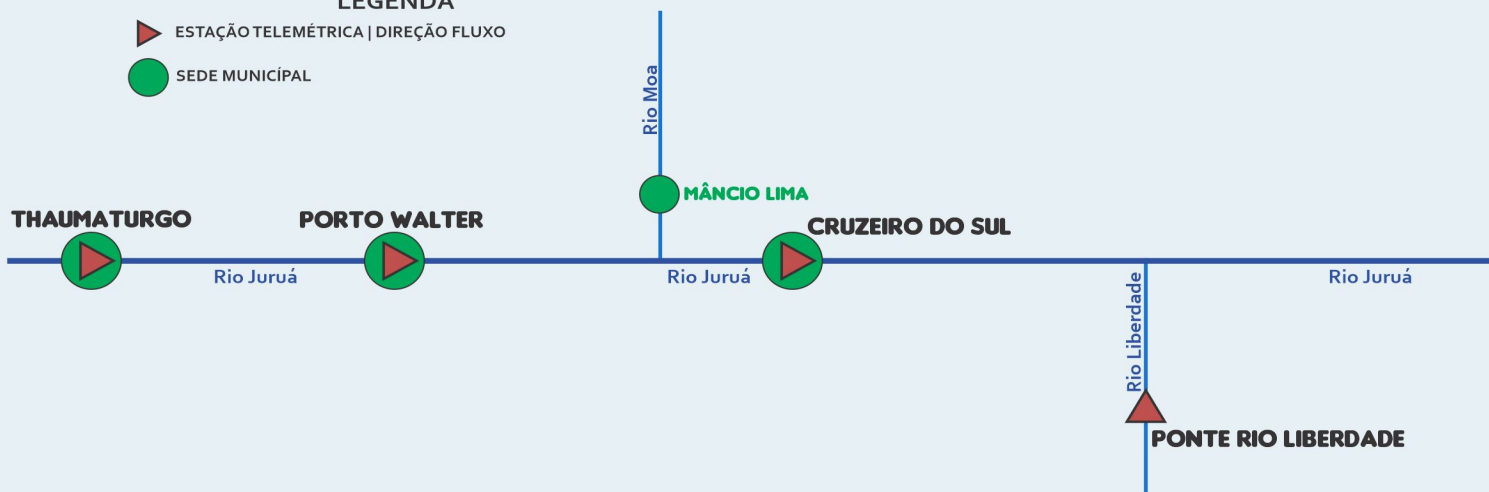 LEGENDA
ESTAÇÃO TELEMÉTRICA | DIREÇÃO FLUXO
SEDE MUNICÍPAL
Rio Moa
MÂNCIO LIMA
THAUMATURGO
PORTO WALTER
CRUZEIRO DO SUL
Rio Juruá
Rio Juruá
Rio Juruá
Rio Liberdade
PONTE RIO LIBERDADE